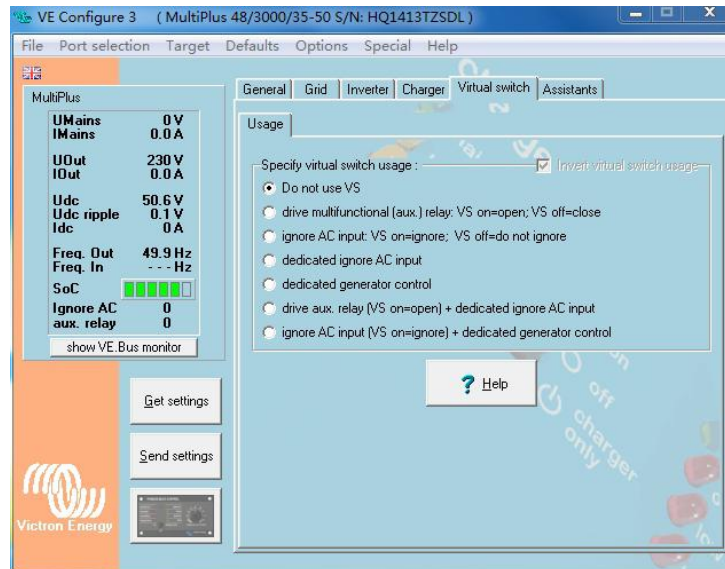 VE Configure 3 ( MultiPlus 48/3000/35-50 S/N: HQ1413TZSDL )
File Port selection Target Defaults Options Special Help
MultiPlus
UMains 0 V
IMains 0.0 A
UOut 230 V
IOut 0.0 A
Udc 50.6 V
Udc ripple 0.1 V
Idc 0 A
Freq. Out 49.9 Hz
Freq. In - - - Hz
SoC
Ignore AC 0
aux. relay 0
show VE.Bus monitor
Get settings
Send settings
Victron Energy
General Grid Inverter Charger Virtual switch Assistants
Usage
Specify virtual switch usage : Invert virtual switch usage
Do not use VS
drive multifunctional (aux.) relay: VS on=open; VS off=close
ignore AC input: VS on=ignore; VS off=do not ignore
dedicated ignore AC input
dedicated generator control
drive aux. relay (VS on=open) + dedicated ignore AC input
ignore AC input (VS on=ignore) + dedicated generator control
? Help
on
off
charger
only